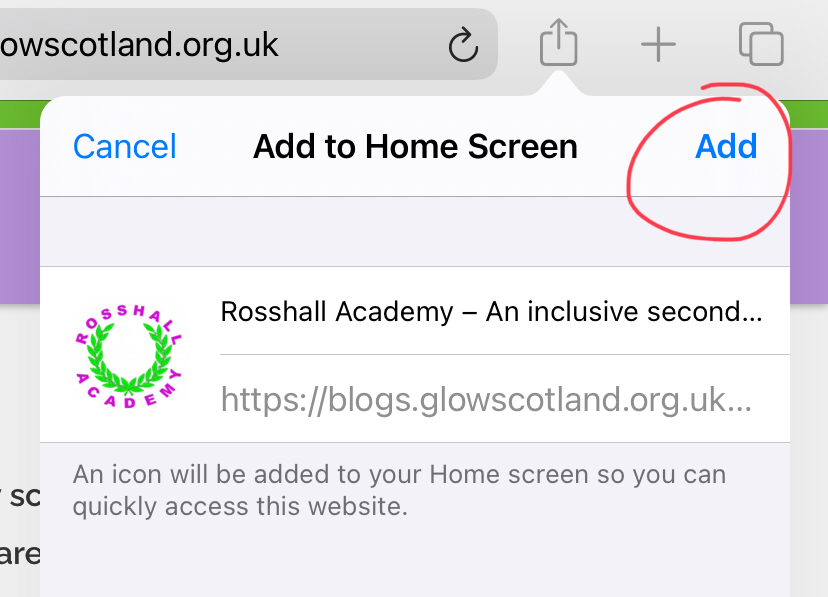 owscotland.org.uk
Cancel Add to Home Screen Add
ROSSHALL ACADEMY
Rosshall Academy – An inclusive second...
https://blogs.glowscotland.org.uk...
An icon will be added to your Home screen so you can
quickly access this website.
sc
are